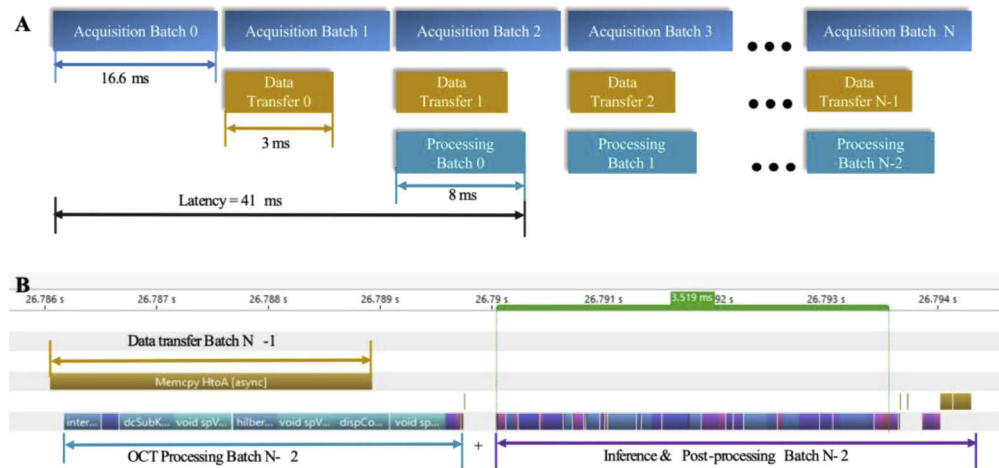 A
Acquisition Batch 0
Acquisition Batch 1
Acquisition Batch 2
Acquisition Batch 3
Acquisition Batch N
16.6 ms
Data
Transfer 0
Data
Transfer 1
Data
Transfer 2
Data
Transfer N-1
3 ms
Processing
Batch 0
Processing
Batch 1
Processing
Batch N-2
8 ms
Latency = 41 ms
B
26.786 s
26.787 s
26.788 s
26.789 s
26.79 s
26.791 s
3.519 ms
92 s
26.793 s
26.794 s
Data transfer Batch N -1
Memcpy HtoA [async]
inter...
dcSubK...
void spV...
hilber...
void spV...
dispCo...
void sp...
OCT Processing Batch N- 2
+
Inference & Post-processing Batch N-2